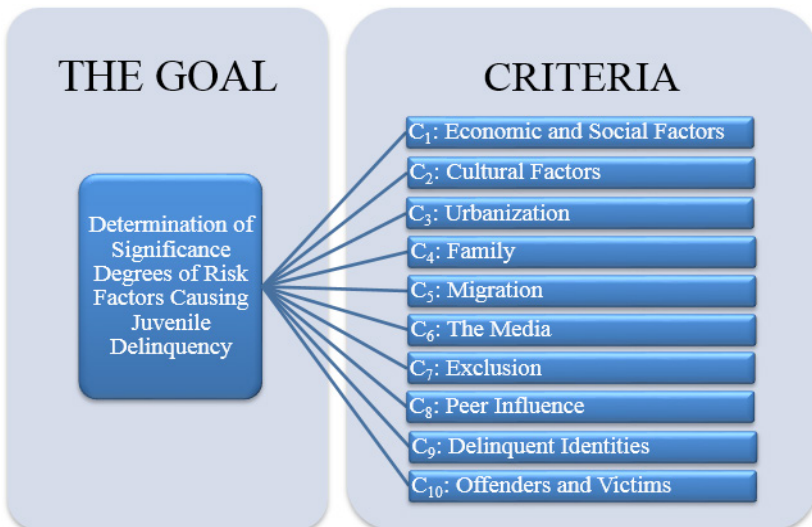 THE GOAL
Determination of
Significance
Degrees of Risk
Factors Causing
Juvenile
Delinquency
CRITERIA
C₁: Economic and Social Factors
C₂: Cultural Factors
C₃: Urbanization
C₄: Family
C₅: Migration
C₆: The Media
C₇: Exclusion
C₈: Peer Influence
C₉: Delinquent Identities
C₁₀: Offenders and Victims